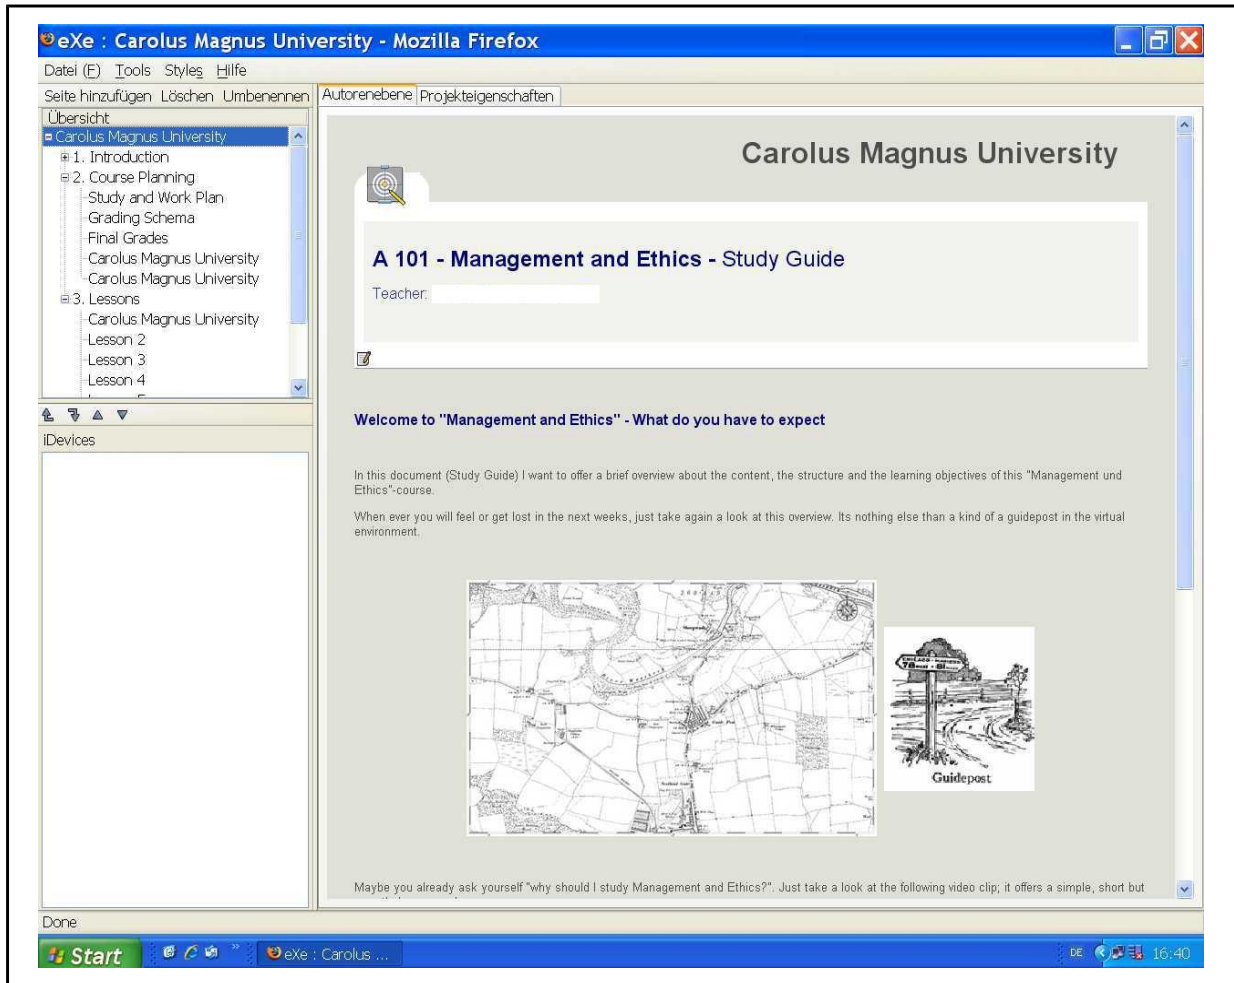 eXe : Carolus Magnus University - Mozilla Firefox
Datei (F) Tools Styles Hilfe
Seite hinzufügen Löschen Umbenennen
Autorenebene Projekteigenschaften
Übersicht
Carolus Magnus University
1. Introduction
2. Course Planning
Study and Work Plan
Grading Schema
Final Grades
Carolus Magnus University
Carolus Magnus University
3. Lessons
Carolus Magnus University
Lesson 2
Lesson 3
Lesson 4
iDevices
Carolus Magnus University
A 101 - Management and Ethics - Study Guide
Teacher:
Welcome to "Management and Ethics" - What do you have to expect
In this document (Study Guide) I want to offer a brief overview about the content, the structure and the learning objectives of this "Management und
Ethics"-course.
When ever you will feel or get lost in the next weeks, just take again a look at this overview. Its nothing else than a kind of a guidepost in the virtual
environment.
Guidepost
Maybe you already ask yourself "why should I study Management and Ethics?". Just take a look at the following video clip; it offers a simple, short but
Done
Start
eXe : Carolus ...
DE
16:40